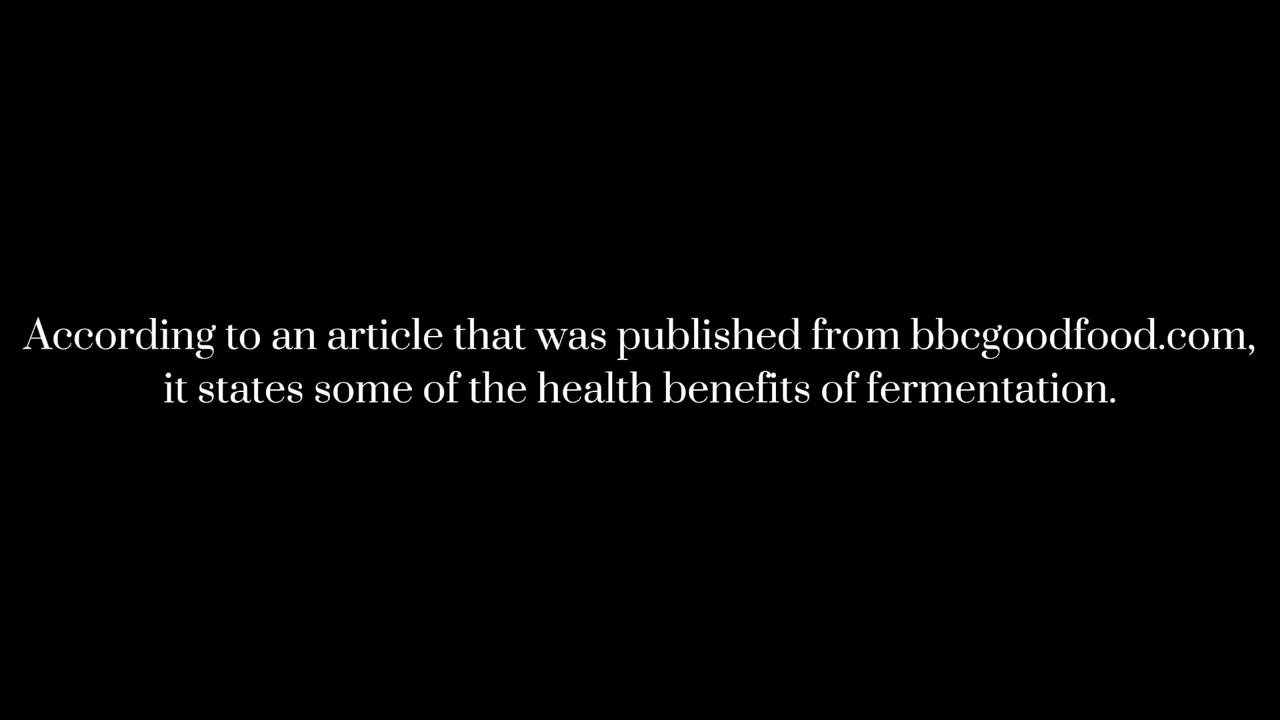 According to an article that was published from bbcgoodfood.com,
it states some of the health benefits of fermentation.